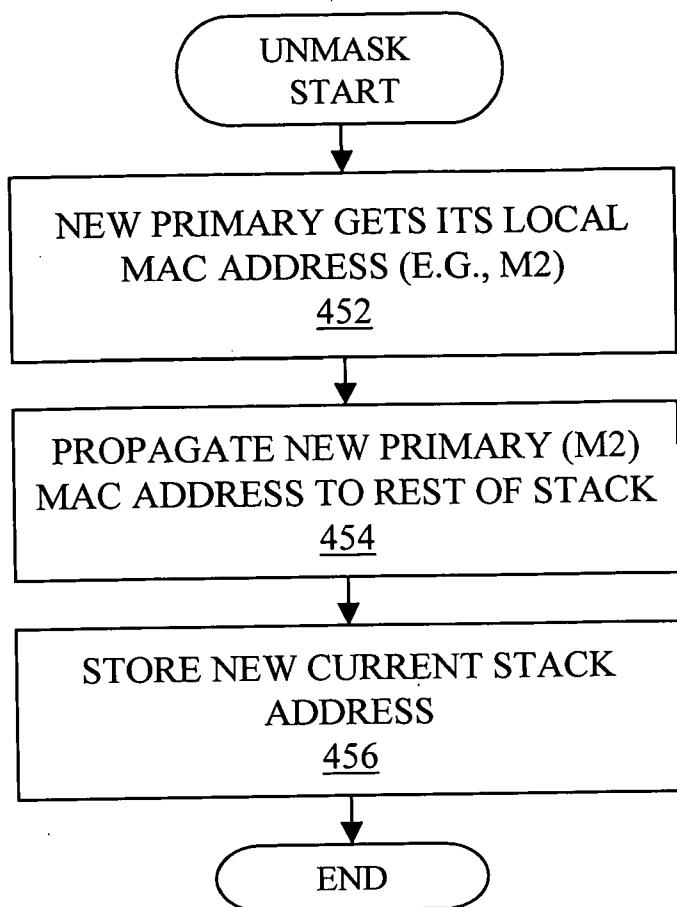 UNMASK
START
NEW PRIMARY GETS ITS LOCAL
MAC ADDRESS (E.G., M2)
452
PROPAGATE NEW PRIMARY (M2)
MAC ADDRESS TO REST OF STACK
454
STORE NEW CURRENT STACK
ADDRESS
456
END